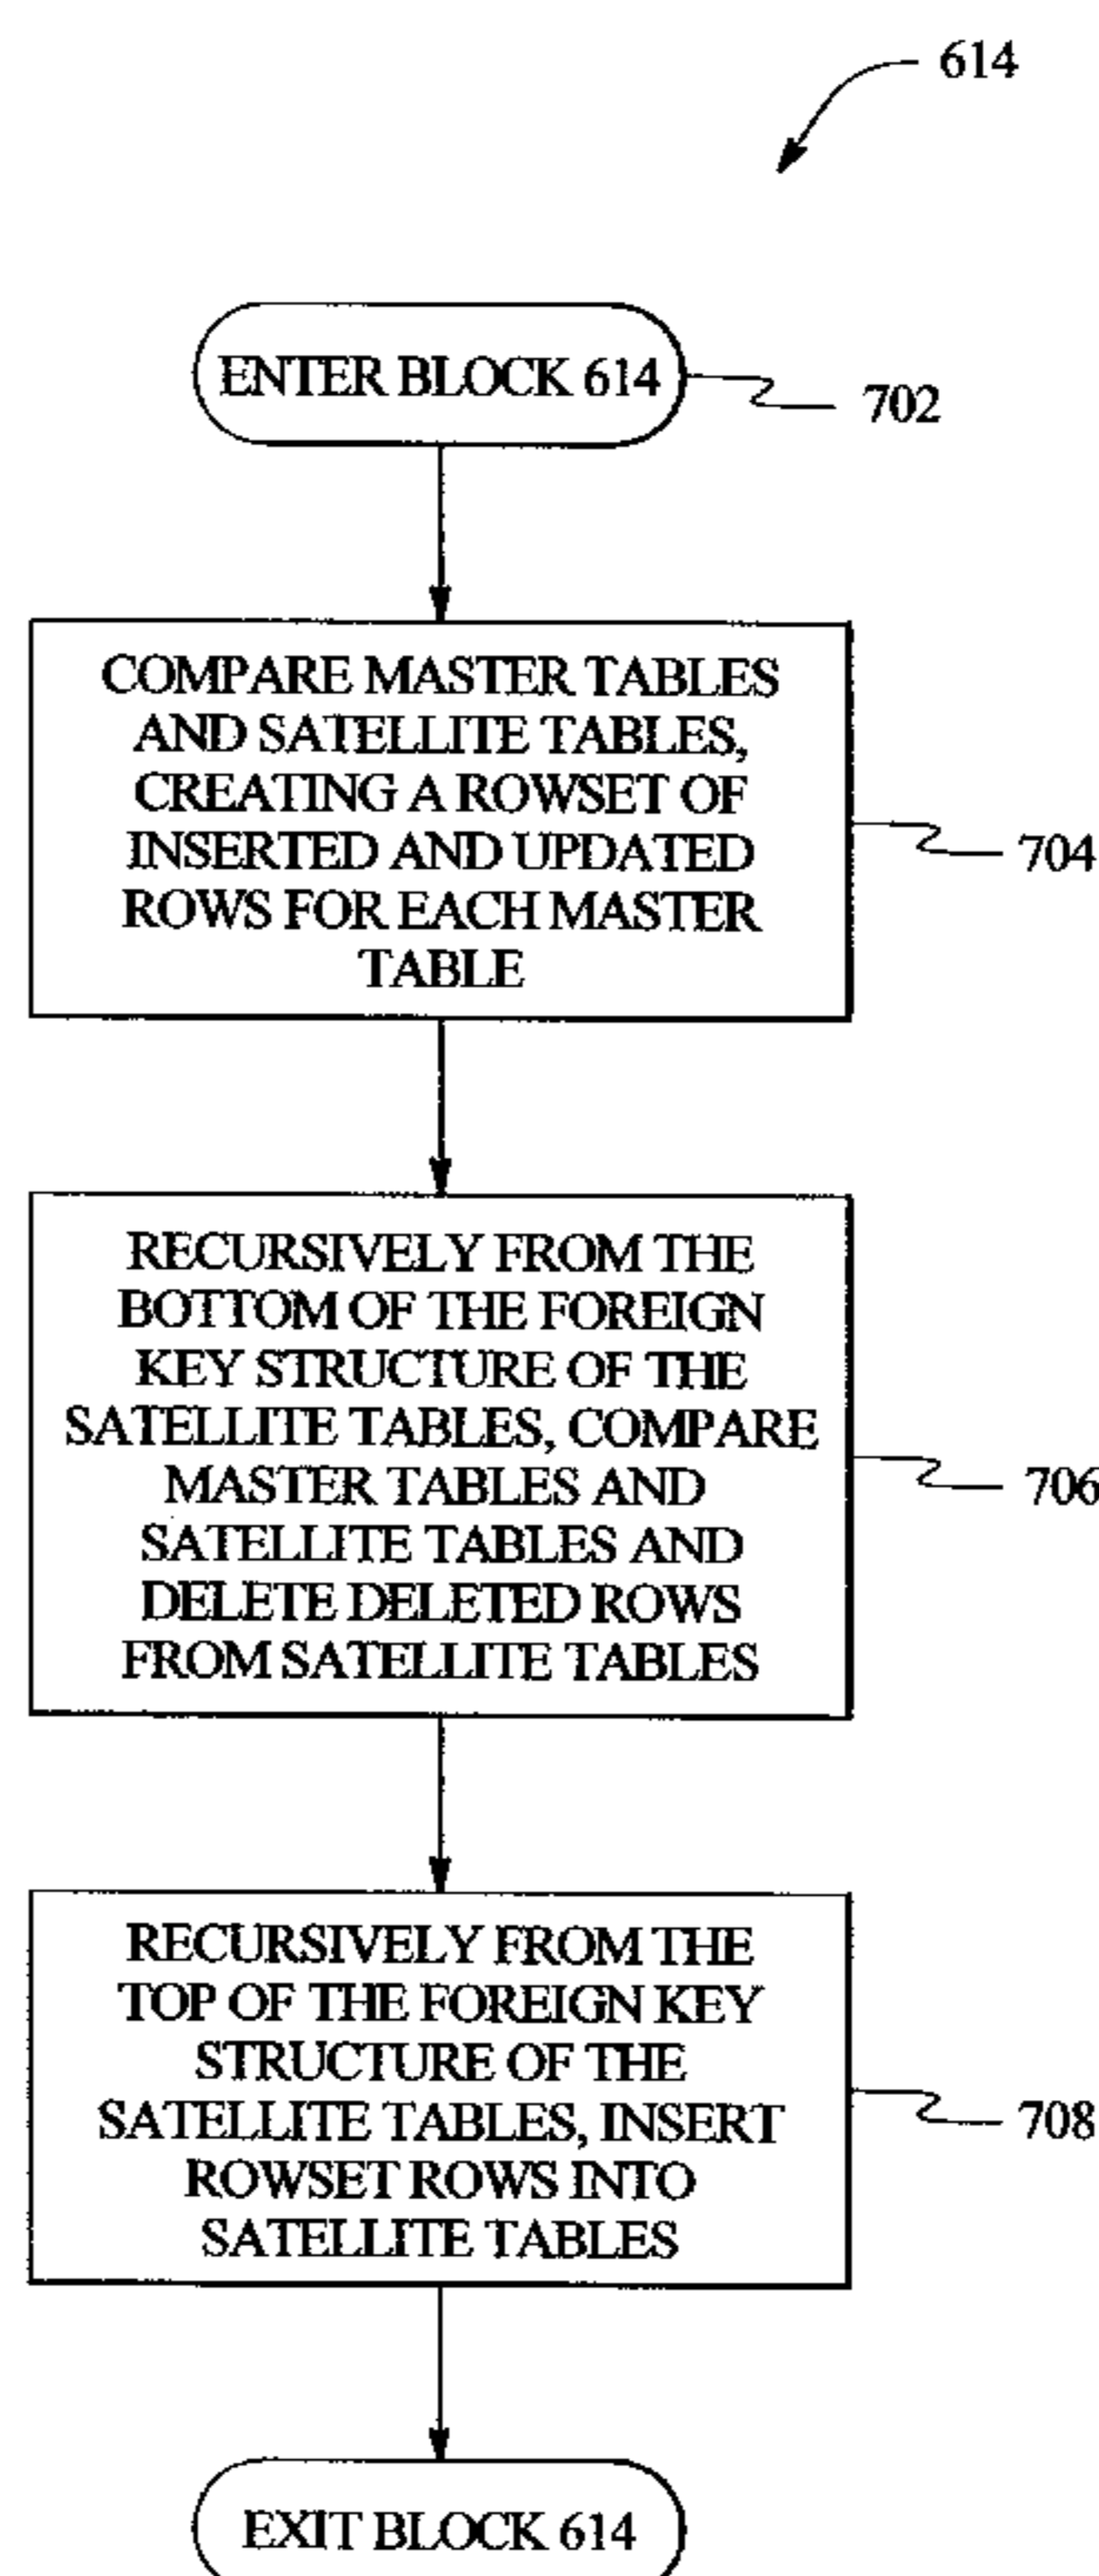 614
ENTER BLOCK 614
702
COMPARE MASTER TABLES
AND SATELLITE TABLES,
CREATING A ROWSET OF
INSERTED AND UPDATED
ROWS FOR EACH MASTER
TABLE
704
RECURSIVELY FROM THE
BOTTOM OF THE FOREIGN
KEY STRUCTURE OF THE
SATELLITE TABLES, COMPARE
MASTER TABLES AND
SATELLITE TABLES AND
DELETE DELETED ROWS
FROM SATELLITE TABLES
706
RECURSIVELY FROM THE
TOP OF THE FOREIGN KEY
STRUCTURE OF THE
SATELLITE TABLES, INSERT
ROWSET ROWS INTO
SATELLITE TABLES
708
EXIT BLOCK 614